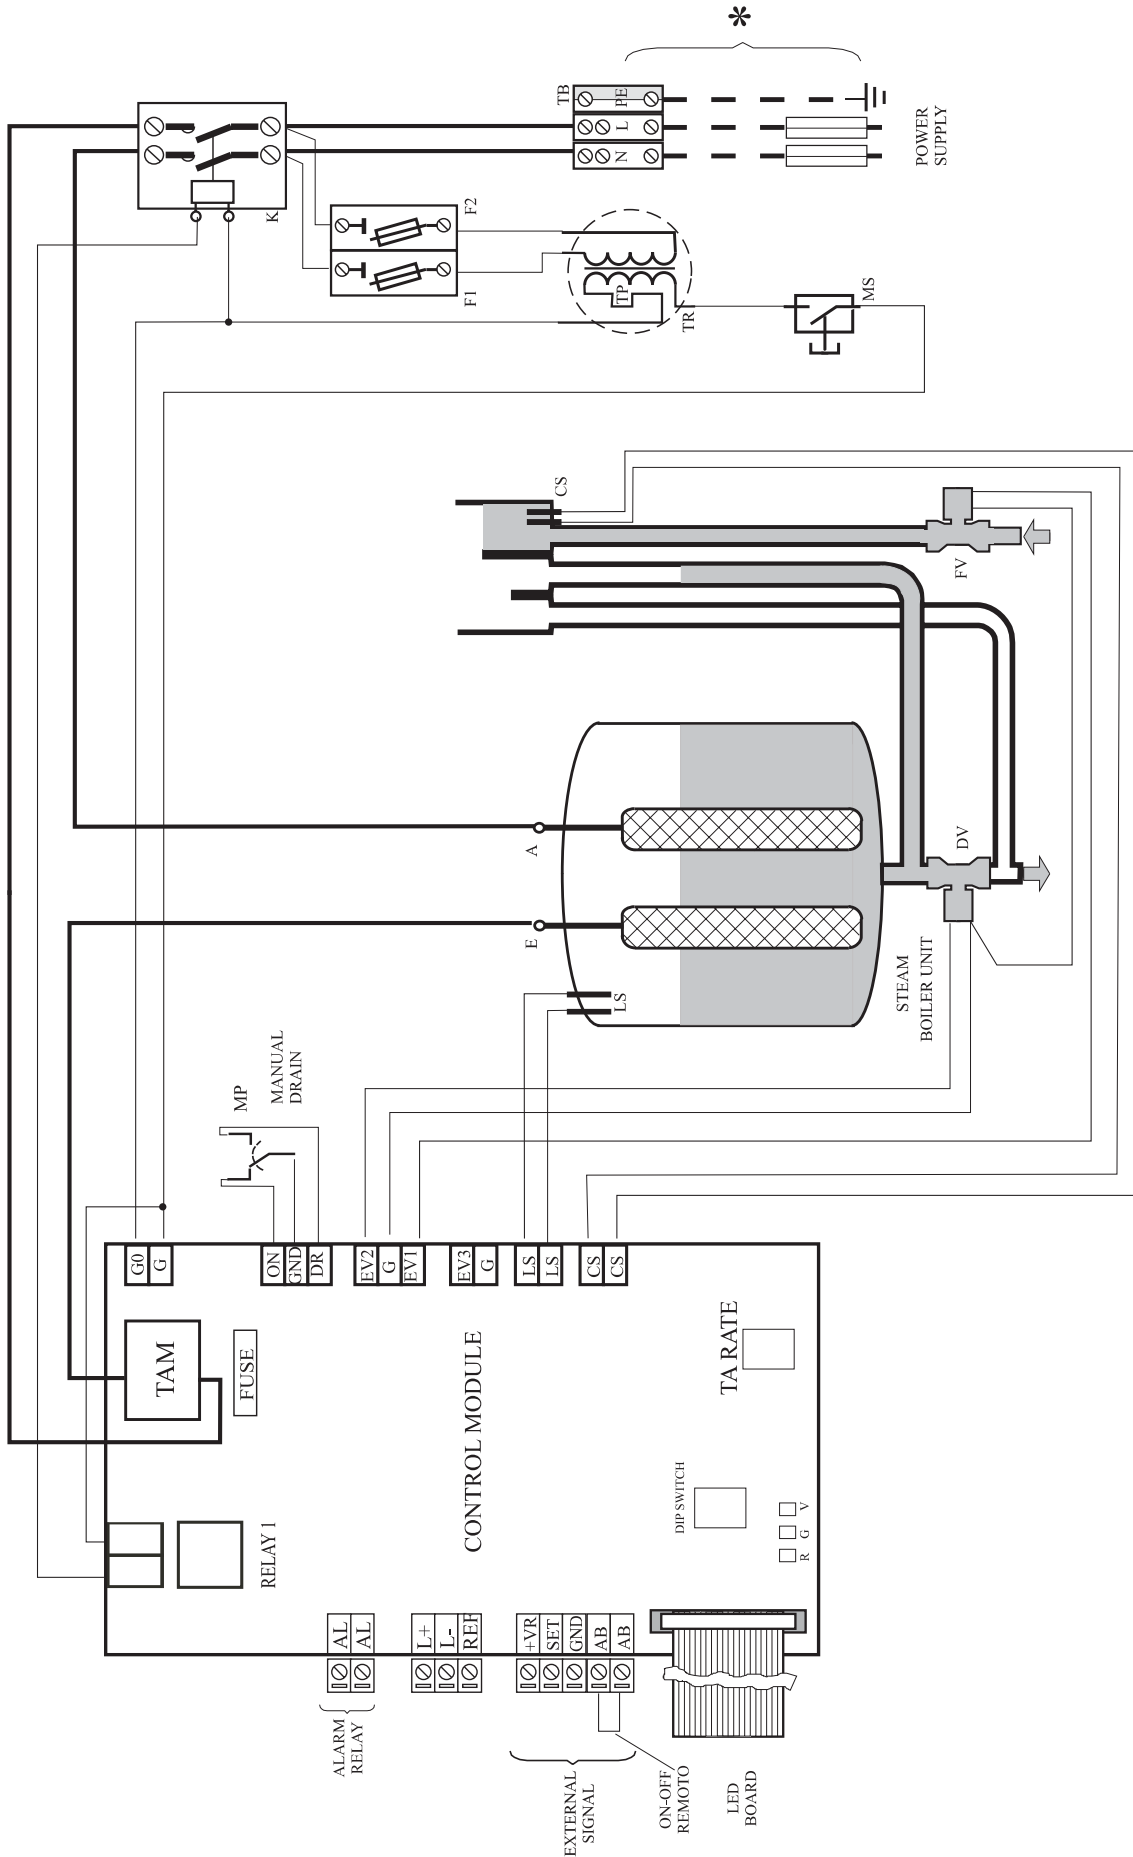 ALARM
RELAY
EXTERNAL
SIGNAL
ON-OFF
REMOTO
LED
BOARD
AL
AL
L+
L-
REF
+VR
SET
GND
AB
AB
RELAY 1
CONTROL MODULE
DIP SWITCH
R G V
TAM
FUSE
TA RATE
G0
G
ON
GND
DR
EV2
G
EV1
EV3
G
LS
LS
CS
CS
MP
MANUAL
DRAIN
LS
E
A
STEAM
BOILER UNIT
DV
FV
CS
K
F1
F2
TP
TR
MS
TB
PE
L
N
POWER
SUPPLY
*